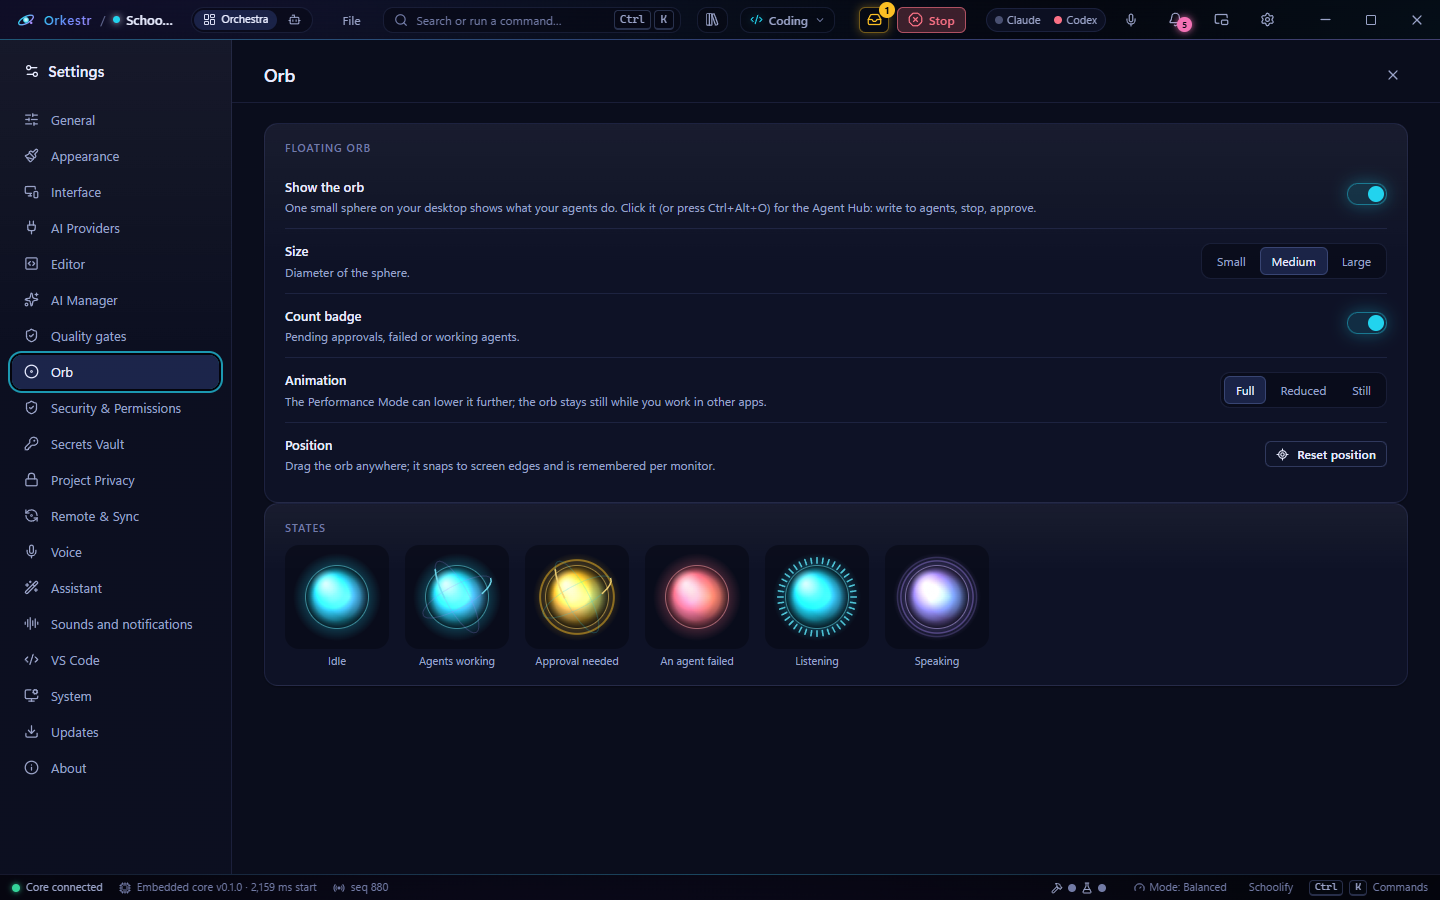 Orkestr / Schoo... Orchestra File Search or run a command... Ctrl K Coding 1 Stop Claude Codex 5
Settings
General
Appearance
Interface
AI Providers
Editor
AI Manager
Quality gates
Orb
Security & Permissions
Secrets Vault
Project Privacy
Remote & Sync
Voice
Assistant
Sounds and notifications
VS Code
System
Updates
About
Orb
FLOATING ORB
Show the orb
One small sphere on your desktop shows what your agents do. Click it (or press Ctrl+Alt+O) for the Agent Hub: write to agents, stop, approve.
Size
Diameter of the sphere.
Small Medium Large
Count badge
Pending approvals, failed or working agents.
Animation
The Performance Mode can lower it further; the orb stays still while you work in other apps.
Full Reduced Still
Position
Drag the orb anywhere; it snaps to screen edges and is remembered per monitor.
Reset position
STATES
Idle Agents working Approval needed An agent failed Listening Speaking
Core connected Embedded core v0.1.0 · 2,159 ms start seq 880 Mode: Balanced Schoolify Ctrl K Commands